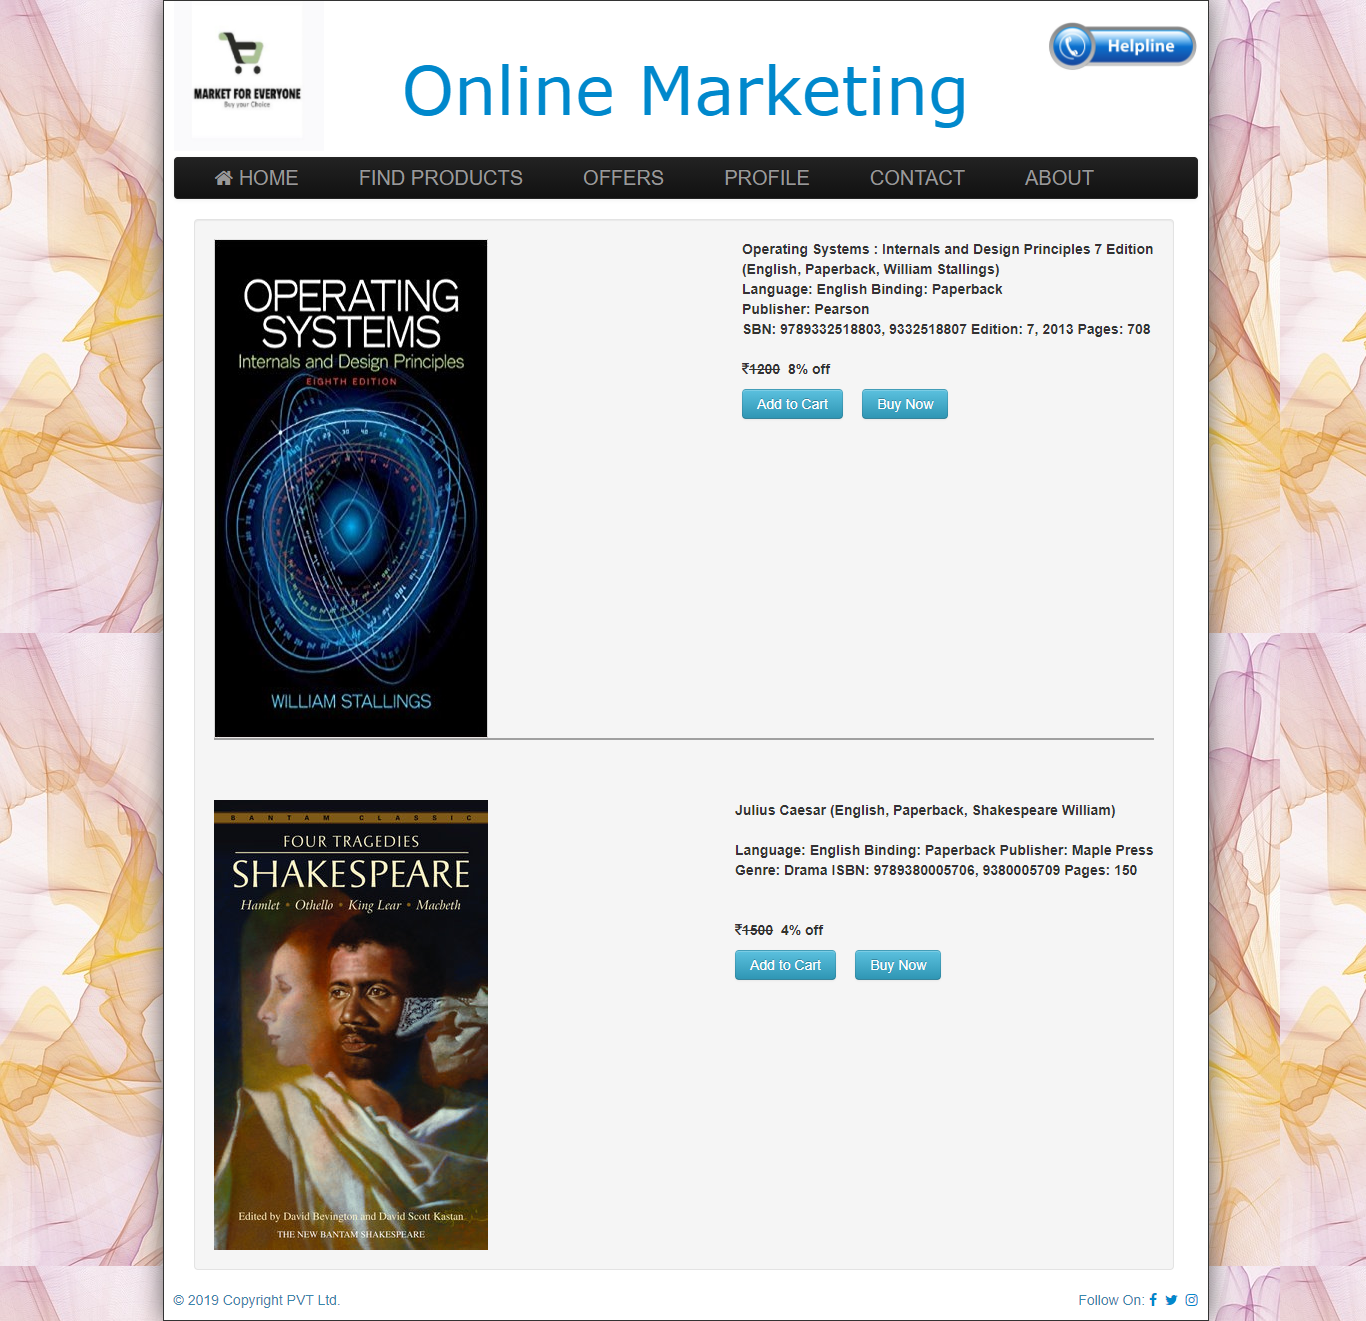 MARKET FOR EVERYONE
Buy your Choice
Online Marketing
Helpline
HOME FIND PRODUCTS OFFERS PROFILE CONTACT ABOUT
OPERATING
SYSTEMS
Internals and Design Principles
EIGHTH EDITION
WILLIAM STALLINGS
Operating Systems : Internals and Design Principles 7 Edition
(English, Paperback, William Stallings)
Language: English Binding: Paperback
Publisher: Pearson
SBN: 9789332518803, 9332518807 Edition: 7, 2013 Pages: 708
₹1200 8% off
Add to Cart Buy Now
BANTAM CLASSIC
FOUR TRAGEDIES
SHAKESPEARE
Hamlet • Othello • King Lear • Macbeth
Edited by David Bevington and David Scott Kastan
THE NEW BANTAM SHAKESPEARE
Julius Caesar (English, Paperback, Shakespeare William)
Language: English Binding: Paperback Publisher: Maple Press
Genre: Drama ISBN: 9789380005706, 9380005709 Pages: 150
₹1500 4% off
Add to Cart Buy Now
© 2019 Copyright PVT Ltd.
Follow On: